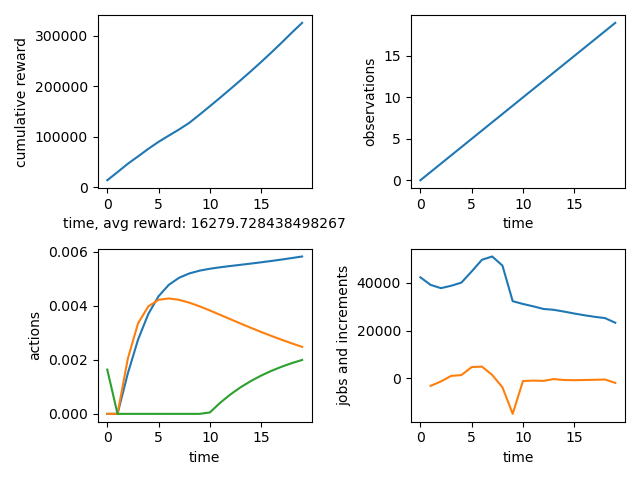 300000
200000
100000
0
cumulative reward
0 5 10 15
time, avg reward: 16279.728438498267
15
10
5
0
observations
0 5 10 15
time
0.006
0.004
0.002
0.000
actions
0 5 10 15
time
40000
20000
0
jobs and increments
0 5 10 15
time